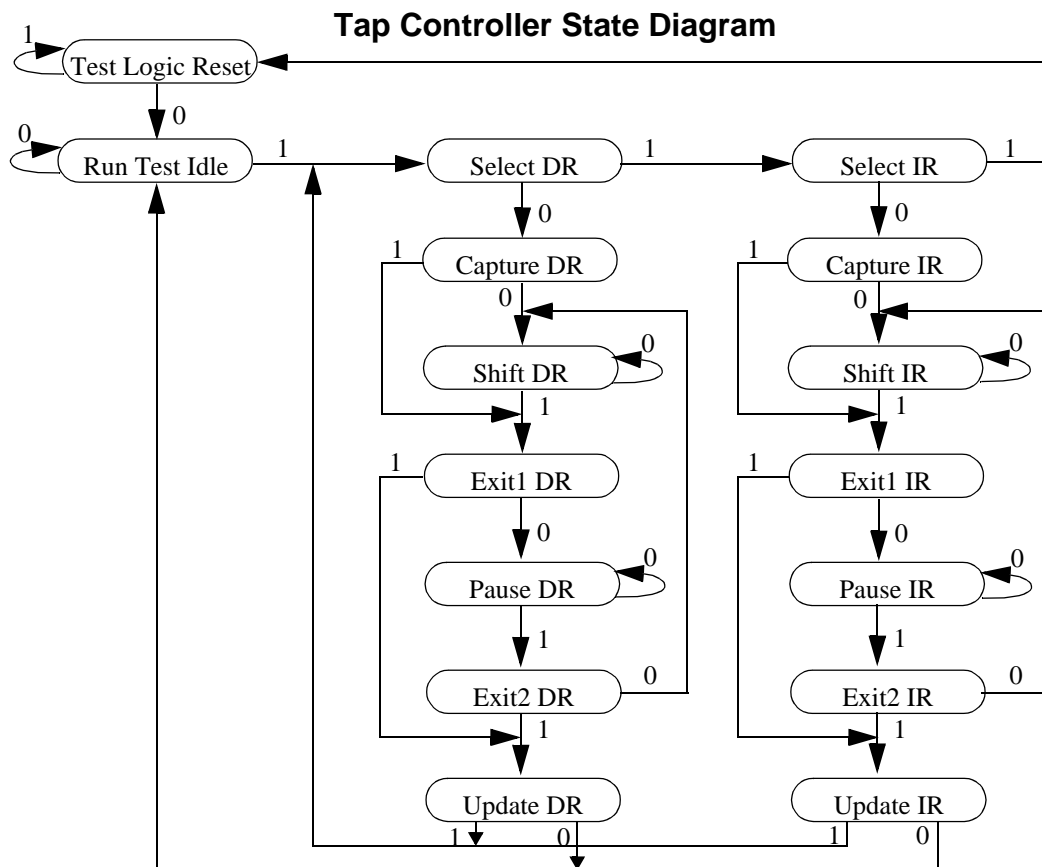 Tap Controller State Diagram
1
Test Logic Reset
0
0
Run Test Idle
1
Select DR
1
Select IR
1
0
0
1
Capture DR
1
Capture IR
0
0
0
Shift DR
0
Shift IR
1
1
1
Exit1 DR
1
Exit1 IR
0
0
0
Pause DR
0
Pause IR
1
1
Exit2 DR
0
Exit2 IR
0
1
1
Update DR
Update IR
1
0
1
0